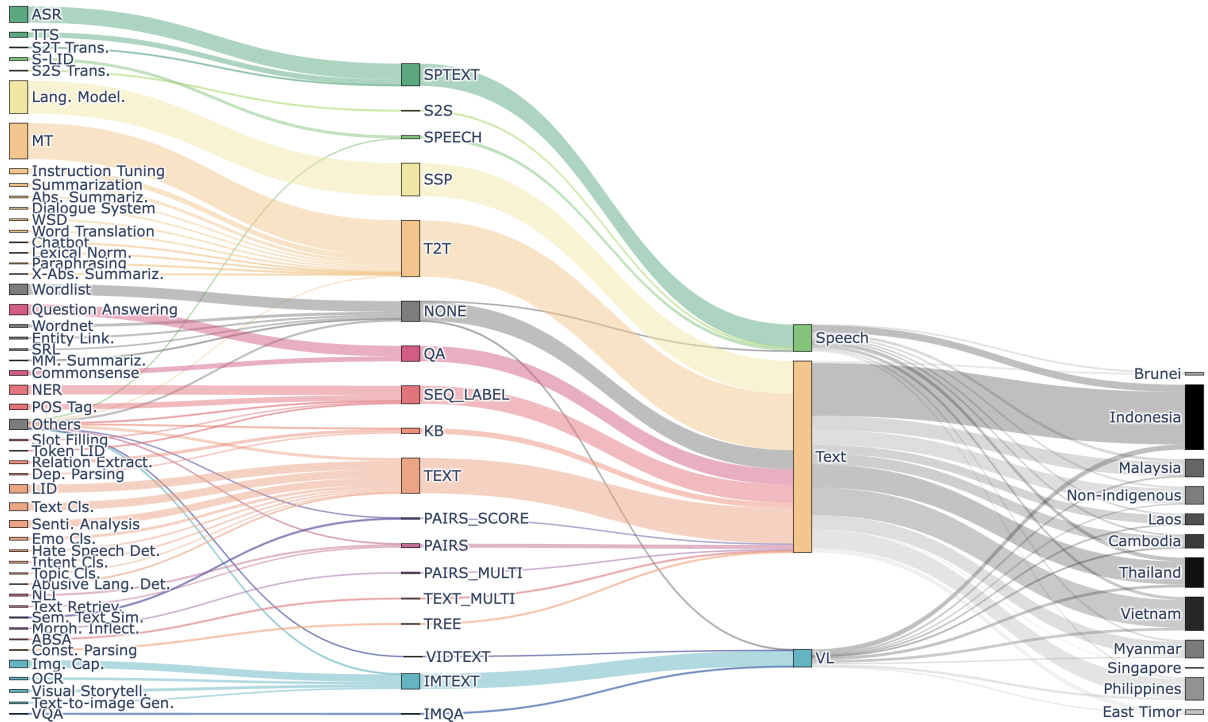 ASR
TTS
S2T Trans.
S-LID
S2S Trans.
Lang. Model.
MT
Instruction Tuning
Summarization
Abs. Summariz.
Dialogue System
WSD
Word Translation
Chatbot
Lexical Norm.
Paraphrasing
X-Abs. Summariz.
Wordlist
Question Answering
Wordnet
Entity Link.
SRL
MM. Summariz.
Commonsense
NER
POS Tag.
Others
Slot Filling
Token LID
Relation Extract.
Dep. Parsing
LID
Text Cls.
Senti. Analysis
Emo Cls.
Hate Speech Det.
Intent Cls.
Topic Cls.
Abusive Lang. Det.
NLI
Text Retriev.
Sem. Text Sim.
Morph. Inflect.
ABSA
Const. Parsing
Img. Cap.
OCR
Visual Storytell.
Text-to-image Gen.
VQA
SPTEXT
S2S
SPEECH
SSP
T2T
NONE
QA
SEQ_LABEL
KB
TEXT
PAIRS_SCORE
PAIRS
PAIRS_MULTI
TEXT_MULTI
TREE
VIDTEXT
IMTEXT
IMQA
Speech
Text
VL
Brunei
Indonesia
Malaysia
Non-indigenous
Laos
Cambodia
Thailand
Vietnam
Myanmar
Singapore
Philippines
East Timor